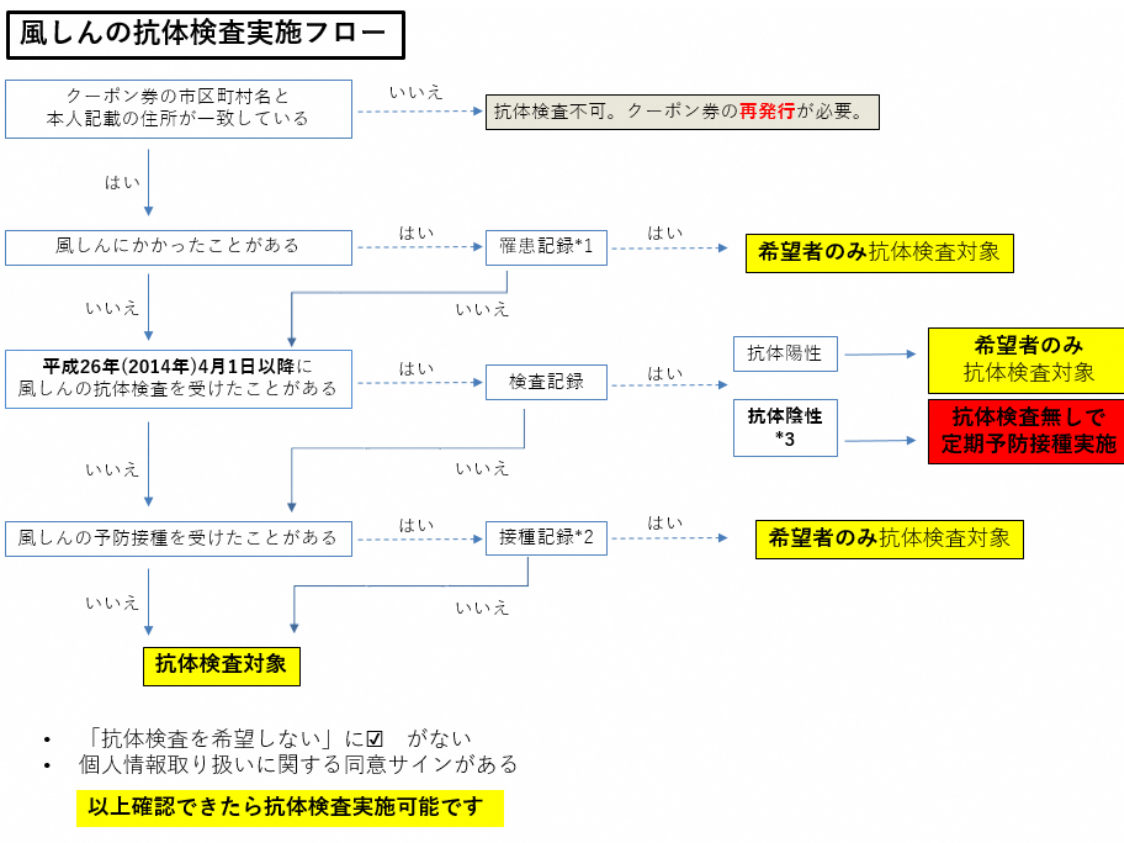 風しんの抗体検査実施フロー
クーポン券の市区町村名と
本人記載の住所が一致している
いいえ
抗体検査不可。クーポン券の再発行が必要。
はい
風しんにかかったことがある
はい
罹患記録*1
はい
希望者のみ抗体検査対象
いいえ
いいえ
平成26年(2014年)4月1日以降に
風しんの抗体検査を受けたことがある
はい
検査記録
はい
抗体陽性
希望者のみ
抗体検査対象
抗体陰性
*3
抗体検査無しで
定期予防接種実施
いいえ
いいえ
風しんの予防接種を受けたことがある
はい
接種記録*2
はい
希望者のみ抗体検査対象
いいえ
いいえ
抗体検査対象
• 「抗体検査を希望しない」に☑ がない
• 個人情報取り扱いに関する同意サインがある
以上確認できたら抗体検査実施可能です